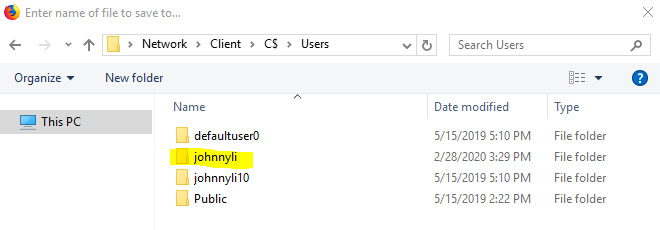 Enter name of file to save to...
Network > Client > C$ > Users
Search Users
Organize New folder
Name Date modified Type
This PC
defaultuser0 5/15/2019 5:10 PM File folder
johnnyli 2/28/2020 3:29 PM File folder
johnnyli10 5/15/2019 5:10 PM File folder
Public 5/15/2019 2:22 PM File folder